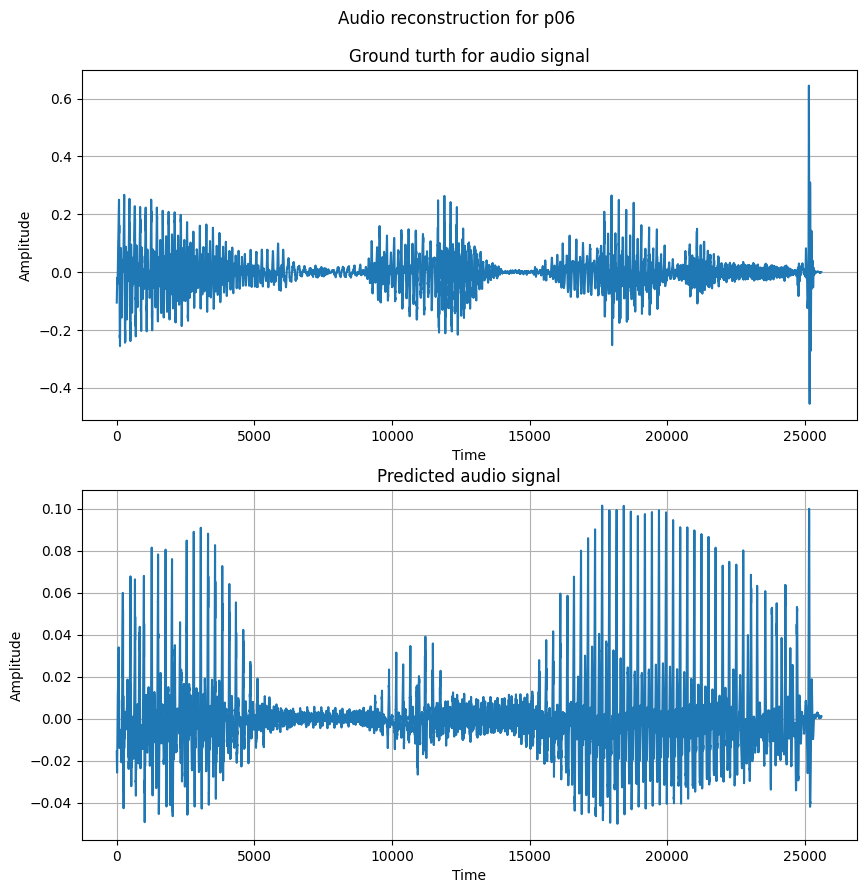 Audio reconstruction for p06
Ground turth for audio signal
0.6
0.4
0.2
0.0
−0.2
−0.4
Amplitude
0 5000 10000 15000 20000 25000
Time
Predicted audio signal
0.10
0.08
0.06
0.04
0.02
0.00
−0.02
−0.04
Amplitude
0 5000 10000 15000 20000 25000
Time